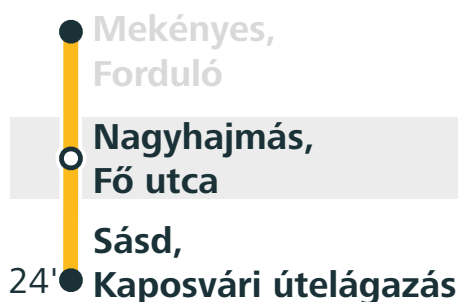 Mekényes,
Forduló
Nagyhajmás,
Fő utca
Sásd,
24' Kaposvári útelágazás